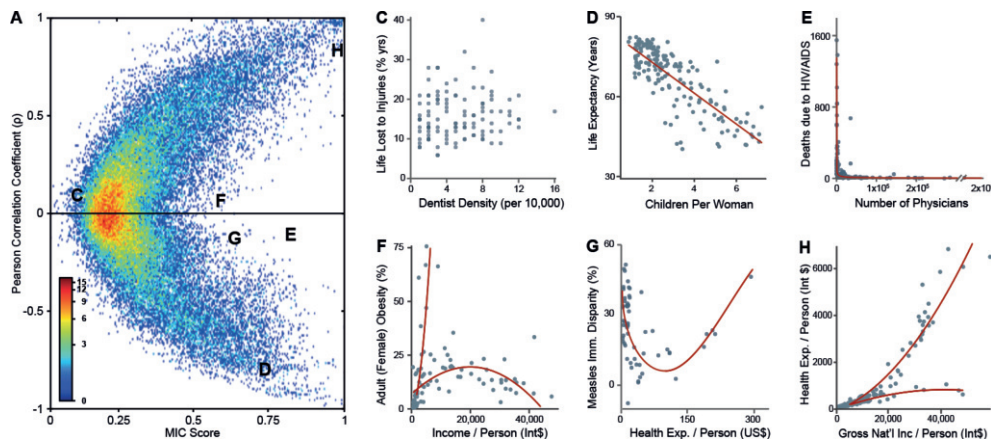 A
Pearson Correlation Coefficient (ρ)
1
0.5
0
-0.5
-1
H
C
F
G
E
D
15
12
9
6
3
0
0
0.25
0.5
0.75
1
MIC Score
C
Life Lost to Injuries (% yrs)
40
30
20
10
0
0
4
8
12
16
Dentist Density (per 10,000)
D
Life Expectancy (Years)
90
60
30
2
4
6
Children Per Woman
E
Deaths due to HIV/AIDS
1600
800
0
0
1x10⁶
2x10⁶
Number of Physicians
F
Adult (Female) Obesity (%)
75
50
25
0
0
20,000
40,000
Income / Person (Int$)
G
Measles Imm. Disparity (%)
60
40
20
0
0
150
300
Health Exp. / Person (US$)
H
Health Exp. / Person (Int $)
6000
4000
2000
0
0
20,000
40,000
Gross Nat'l Inc / Person (Int$)